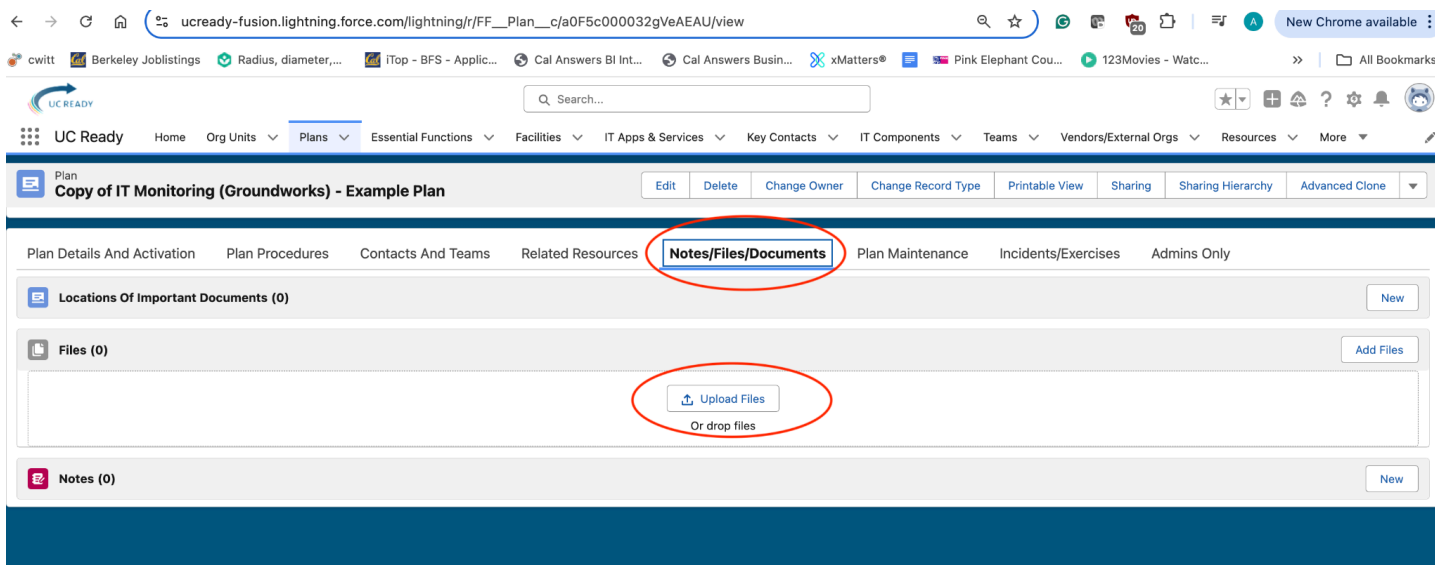 ucready-fusion.lightning.force.com/lightning/r/FF__Plan__c/a0F5c000032gVeAEAU/view
20
A
New Chrome available
cwitt Berkeley Joblistings Radius, diameter,... iTop - BFS - Applic... Cal Answers BI Int... Cal Answers Busin... xMatters® Pink Elephant Cou... 123Movies - Watc... All Bookmarks
UC READY
Search...
UC Ready Home Org Units Plans Essential Functions Facilities IT Apps & Services Key Contacts IT Components Teams Vendors/External Orgs Resources More
Plan
Copy of IT Monitoring (Groundworks) - Example Plan
Edit Delete Change Owner Change Record Type Printable View Sharing Sharing Hierarchy Advanced Clone
Plan Details And Activation Plan Procedures Contacts And Teams Related Resources Notes/Files/Documents Plan Maintenance Incidents/Exercises Admins Only
Locations Of Important Documents (0) New
Files (0) Add Files
Upload Files
Or drop files
Notes (0) New